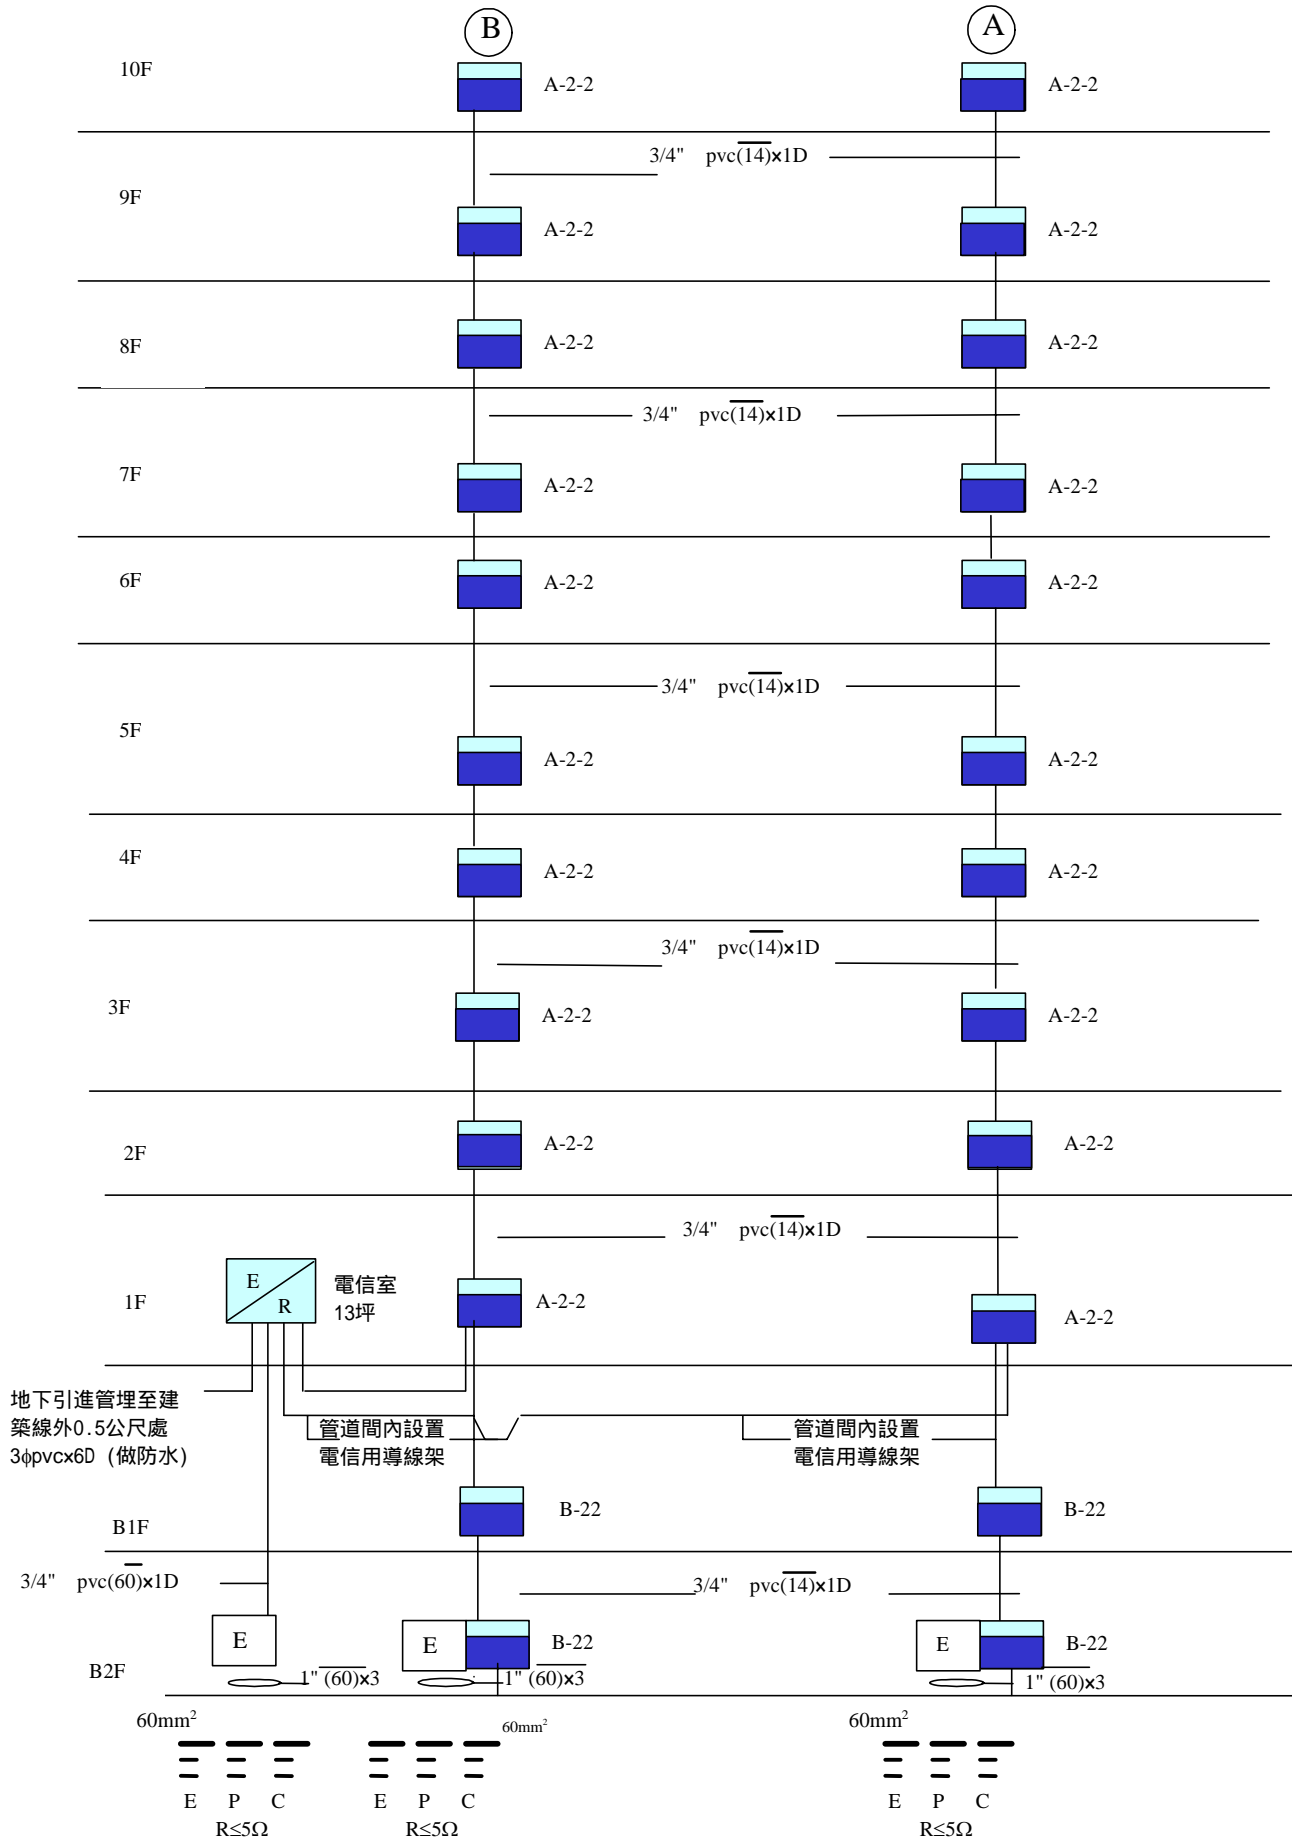 B A
10F A-2-2 A-2-2
3/4" pvc(14)×1D
9F A-2-2 A-2-2
8F A-2-2 A-2-2
3/4" pvc(14)×1D
7F A-2-2 A-2-2
6F A-2-2 A-2-2
3/4" pvc(14)×1D
5F A-2-2 A-2-2
4F A-2-2 A-2-2
3/4" pvc(14)×1D
3F A-2-2 A-2-2
2F A-2-2 A-2-2
3/4" pvc(14)×1D
E R
電信室
13坪
1F A-2-2 A-2-2
地下引進管埋至建
築線外0.5公尺處
3ϕpvc×6D (做防水)
管道間內設置
電信用導線架
管道間內設置
電信用導線架
B1F B-22 B-22
3/4" pvc(60)×1D
3/4" pvc(14)×1D
E E B-22 E B-22
B2F 1" (60)×3 1" (60)×3 1" (60)×3
60mm² 60mm² 60mm²
E P C E P C E P C
R≤5Ω R≤5Ω R≤5Ω